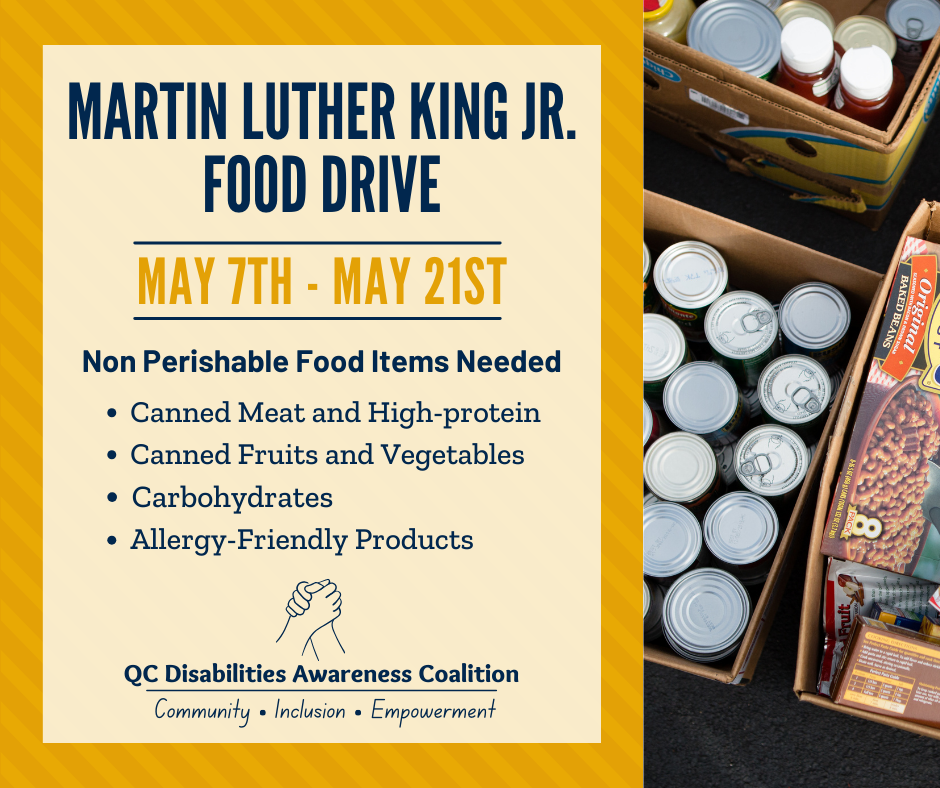 MARTIN LUTHER KING JR.
FOOD DRIVE
MAY 7TH - MAY 21ST
Non Perishable Food Items Needed
• Canned Meat and High-protein
• Canned Fruits and Vegetables
• Carbohydrates
• Allergy-Friendly Products
QC Disabilities Awareness Coalition
Community • Inclusion • Empowerment
Original
BAKED BEANS
8
Fruit